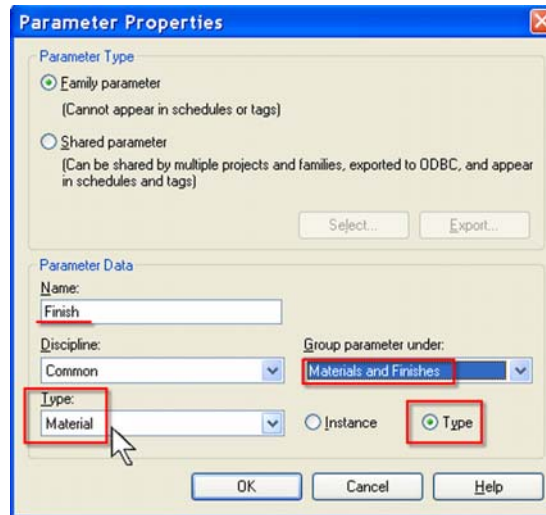 Parameter Properties
Parameter Type
Family parameter
(Cannot appear in schedules or tags)
Shared parameter
(Can be shared by multiple projects and families, exported to ODBC, and appear
in schedules and tags)
Select... Export...
Parameter Data
Name:
Finish
Discipline: Group parameter under:
Common Materials and Finishes
Type:
Material Instance Type
OK Cancel Help